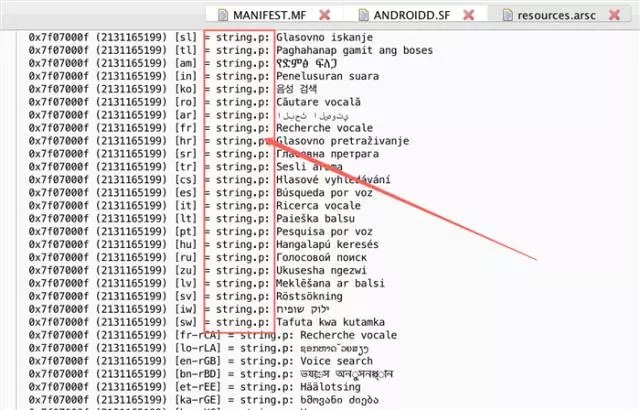 MANIFEST.MF ANDROIDD.SF resources.arsc
0x7f07000f (2131165199) [sl] = string.p: Glasovno iskanje
0x7f07000f (2131165199) [tl] = string.p: Paghahanap gamit ang boses
0x7f07000f (2131165199) [am] = string.p: የድምፅ ፍለጋ
0x7f07000f (2131165199) [in] = string.p: Penelusuran suara
0x7f07000f (2131165199) [ko] = string.p: 음성 검색
0x7f07000f (2131165199) [ro] = string.p: Căutare vocală
0x7f07000f (2131165199) [ar] = string.p: البحث الصوتي
0x7f07000f (2131165199) [fr] = string.p: Recherche vocale
0x7f07000f (2131165199) [hr] = string.p: Glasovno pretraživanje
0x7f07000f (2131165199) [sr] = string.p: Гласовна претрага
0x7f07000f (2131165199) [tr] = string.p: Sesli arama
0x7f07000f (2131165199) [cs] = string.p: Hlasové vyhledávání
0x7f07000f (2131165199) [es] = string.p: Búsqueda por voz
0x7f07000f (2131165199) [it] = string.p: Ricerca vocale
0x7f07000f (2131165199) [lt] = string.p: Paieška balsu
0x7f07000f (2131165199) [pt] = string.p: Pesquisa por voz
0x7f07000f (2131165199) [hu] = string.p: Hangalapú keresés
0x7f07000f (2131165199) [ru] = string.p: Голосовой поиск
0x7f07000f (2131165199) [zu] = string.p: Ukusesha ngezwi
0x7f07000f (2131165199) [lv] = string.p: Meklēšana ar balsi
0x7f07000f (2131165199) [sv] = string.p: Röstsökning
0x7f07000f (2131165199) [iw] = string.p:
0x7f07000f (2131165199) [sw] = string.p: Tafuta kwa kutamka
0x7f07000f (2131165199) [fr-rCA] = string.p: Recherche vocale
0x7f07000f (2131165199) [lo-rLA] = string.p:
0x7f07000f (2131165199) [en-rGB] = string.p: Voice search
0x7f07000f (2131165199) [bn-rBD] = string.p:
0x7f07000f (2131165199) [et-rEE] = string.p: Häälotsing
0x7f07000f (2131165199) [ka-rGE] = string.p: ხმოვანი ძიება